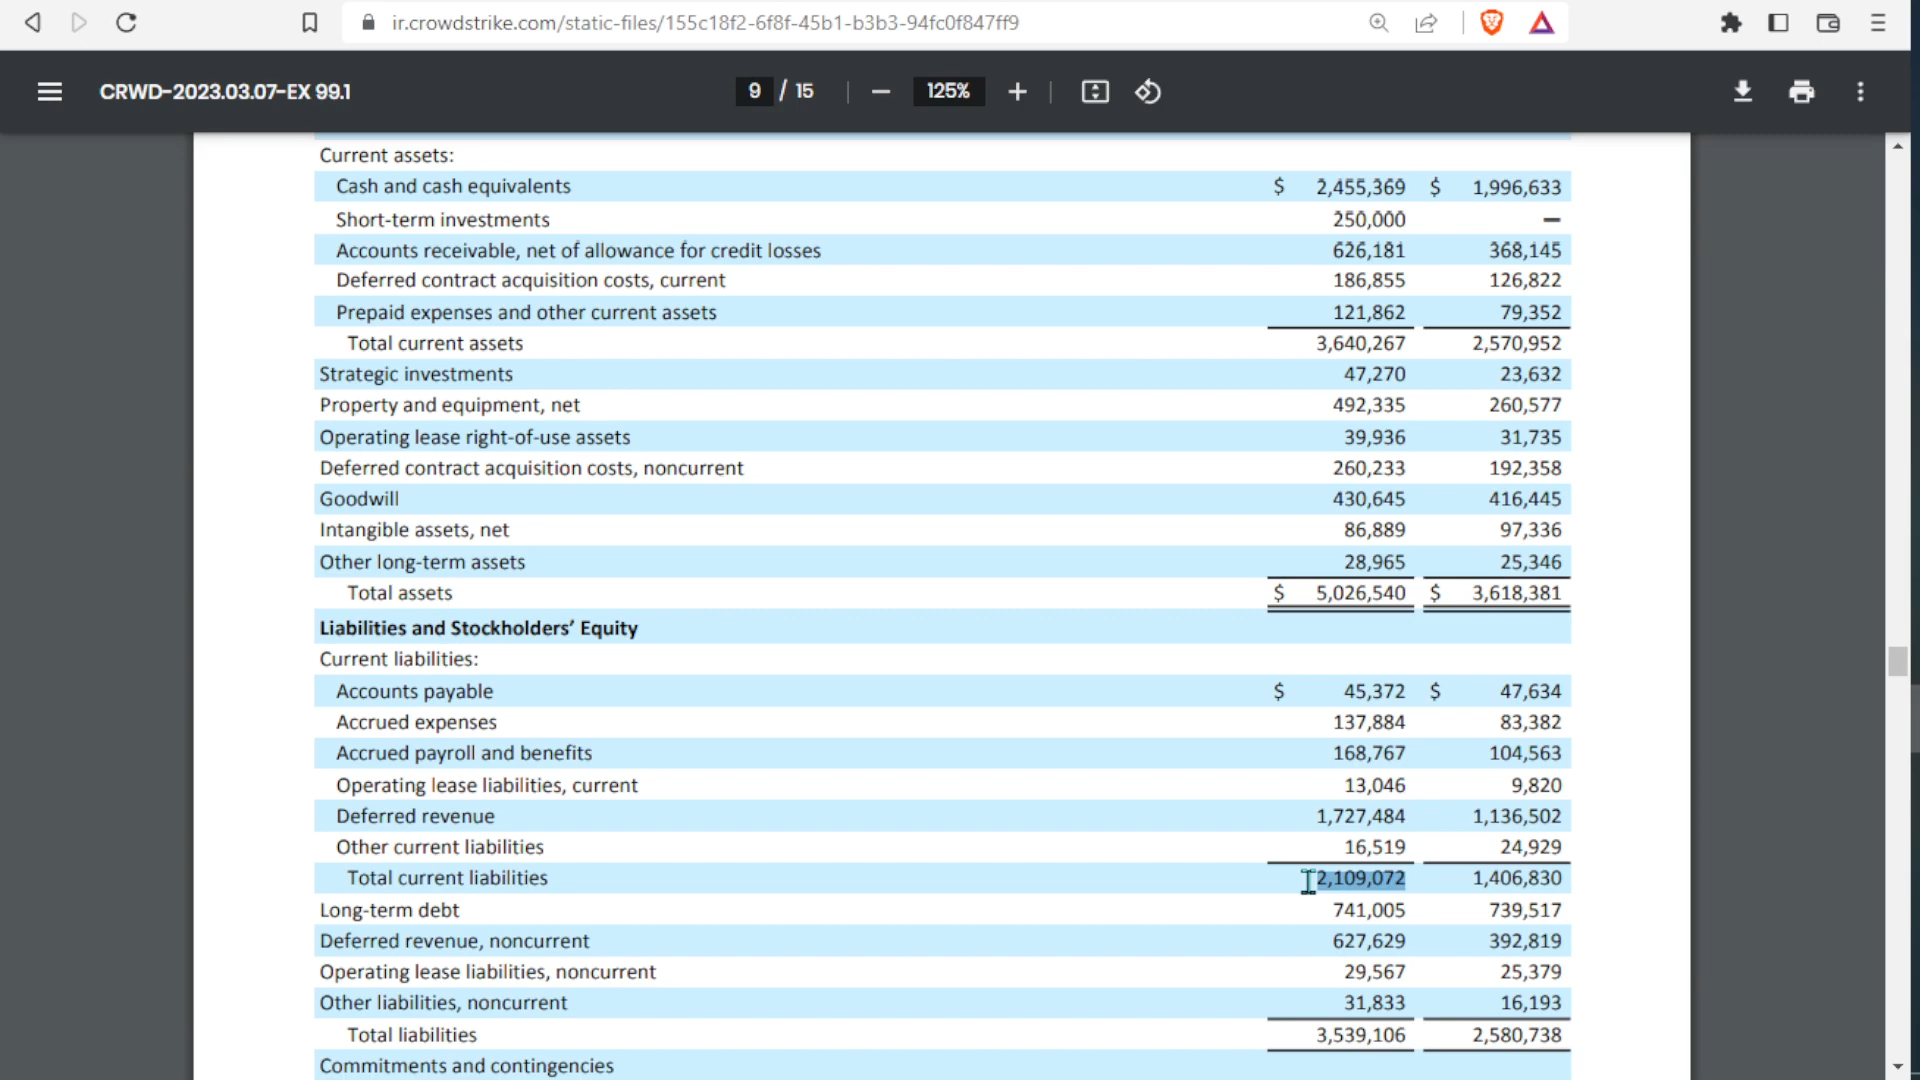 ir.crowdstrike.com/static-files/155c18f2-6f8f-45b1-b3b3-94fc0f847ff9
CRWD-2023.03.07-EX 99.1 9 / 15 125%
Current assets:
Cash and cash equivalents $ 2,455,369 $ 1,996,633
Short-term investments 250,000 —
Accounts receivable, net of allowance for credit losses 626,181 368,145
Deferred contract acquisition costs, current 186,855 126,822
Prepaid expenses and other current assets 121,862 79,352
Total current assets 3,640,267 2,570,952
Strategic investments 47,270 23,632
Property and equipment, net 492,335 260,577
Operating lease right-of-use assets 39,936 31,735
Deferred contract acquisition costs, noncurrent 260,233 192,358
Goodwill 430,645 416,445
Intangible assets, net 86,889 97,336
Other long-term assets 28,965 25,346
Total assets $ 5,026,540 $ 3,618,381
Liabilities and Stockholders’ Equity
Current liabilities:
Accounts payable $ 45,372 $ 47,634
Accrued expenses 137,884 83,382
Accrued payroll and benefits 168,767 104,563
Operating lease liabilities, current 13,046 9,820
Deferred revenue 1,727,484 1,136,502
Other current liabilities 16,519 24,929
Total current liabilities 2,109,072 1,406,830
Long-term debt 741,005 739,517
Deferred revenue, noncurrent 627,629 392,819
Operating lease liabilities, noncurrent 29,567 25,379
Other liabilities, noncurrent 31,833 16,193
Total liabilities 3,539,106 2,580,738
Commitments and contingencies